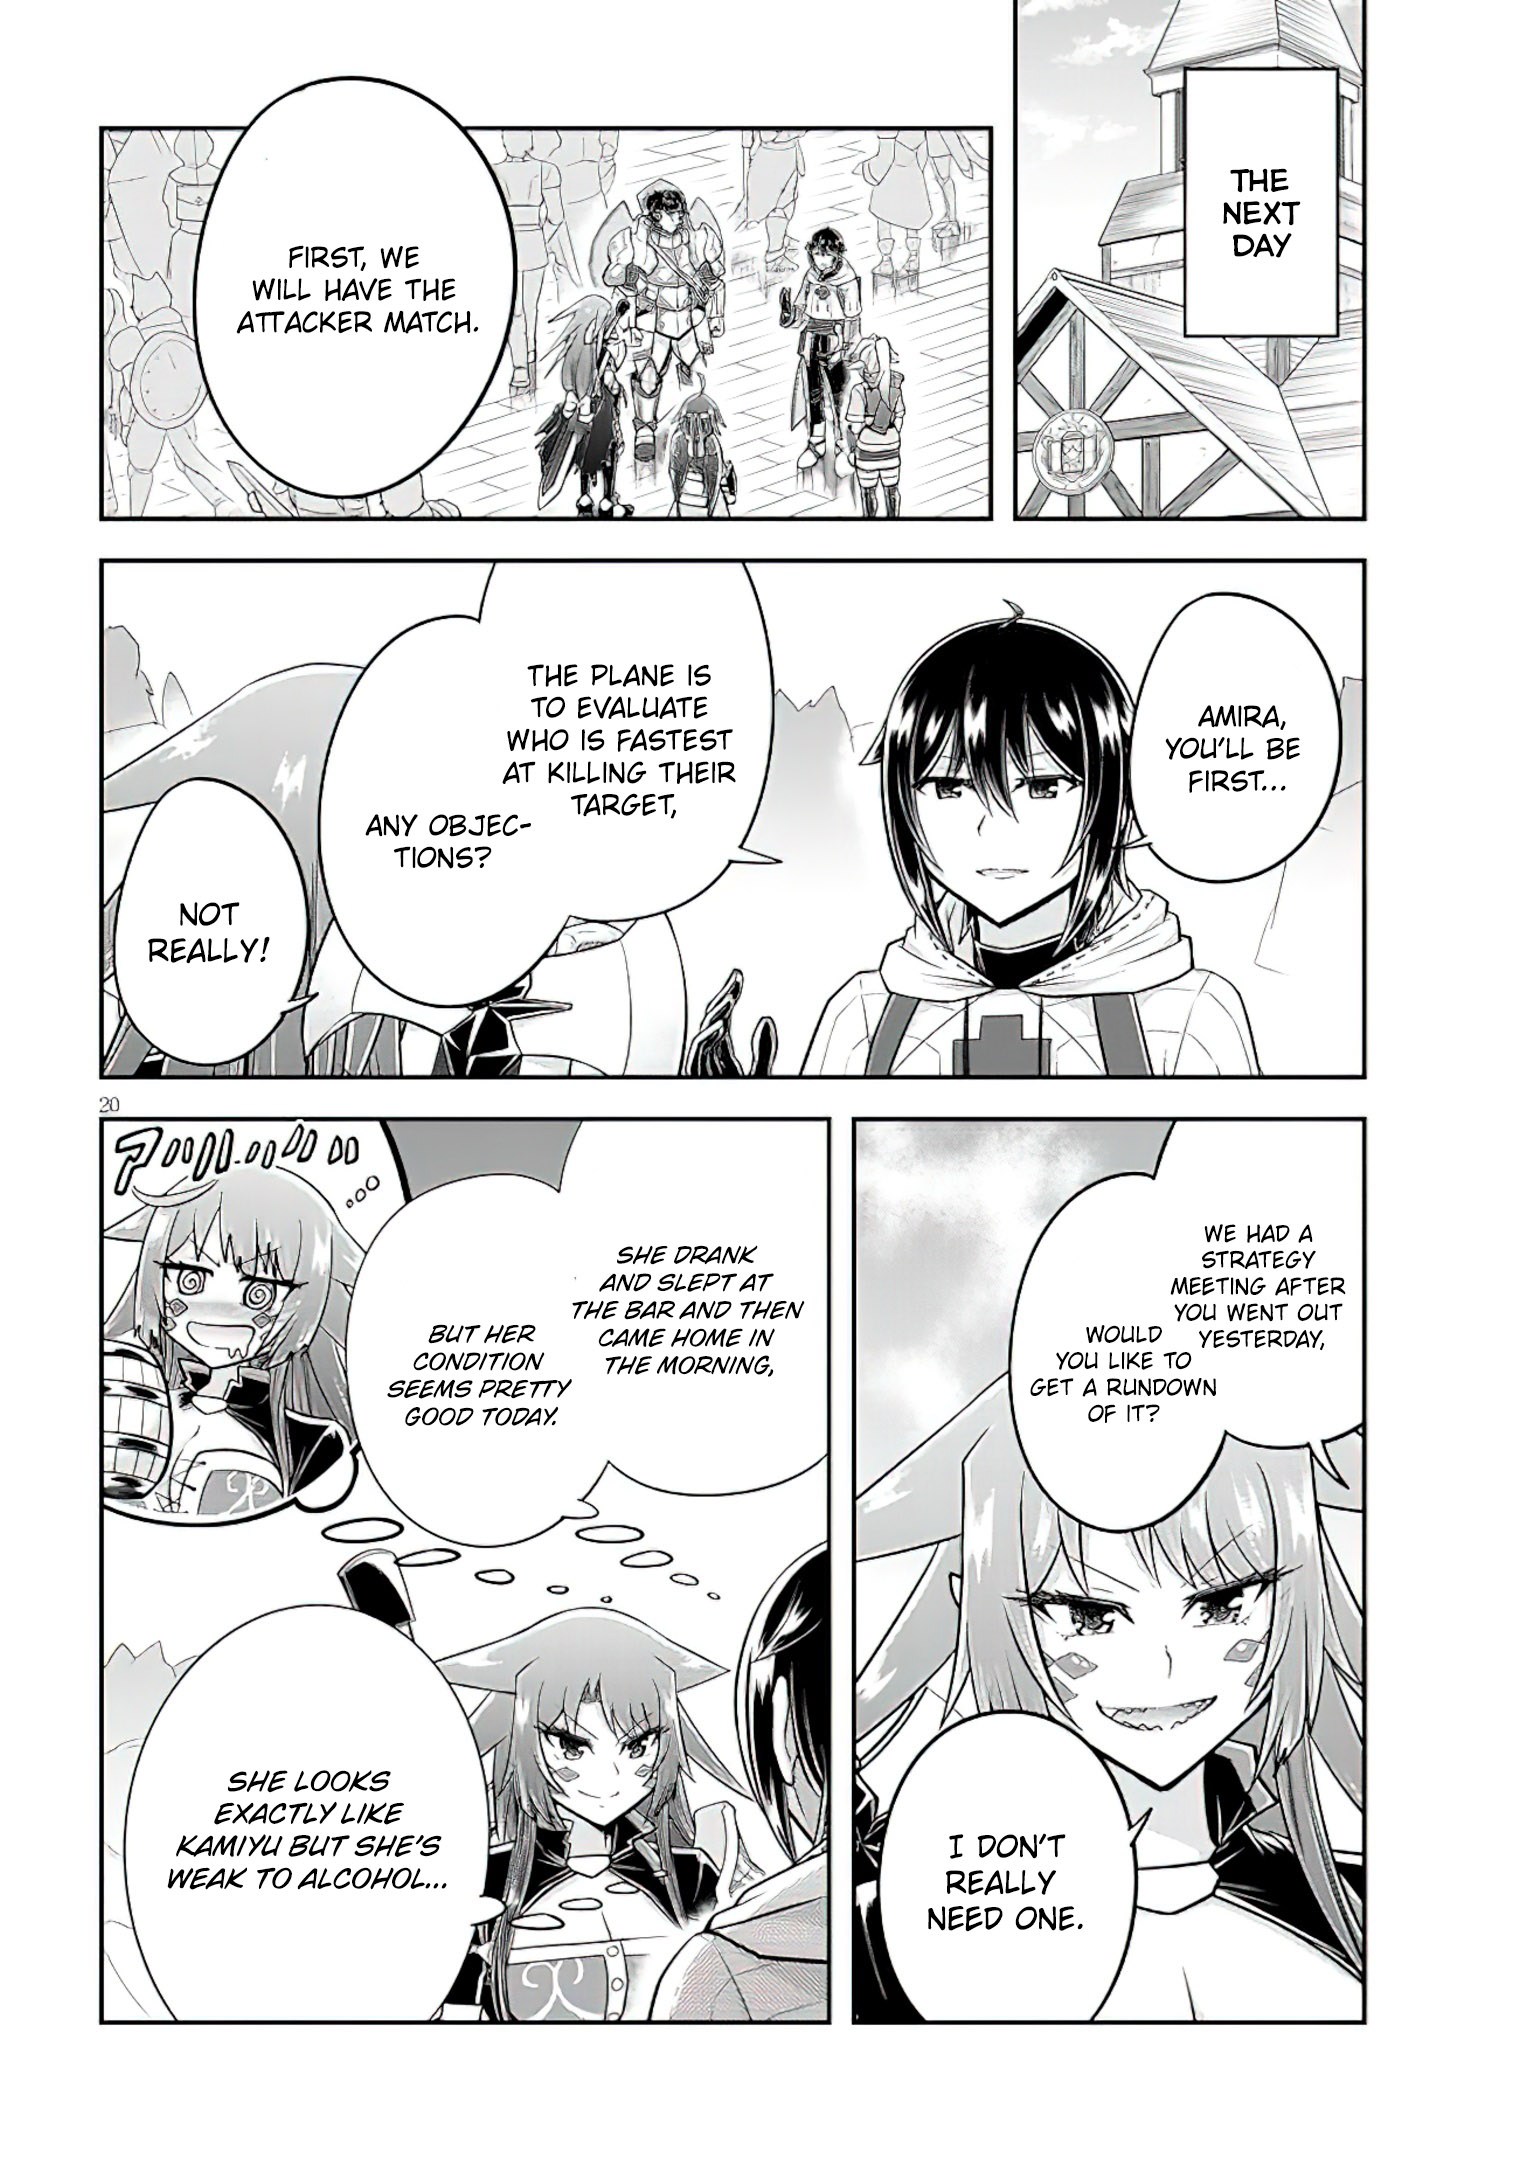 THE
NEXT
DAY
FIRST, WE
WILL HAVE THE
ATTACKER MATCH.
AMIRA,
YOU'LL BE
FIRST...
THE PLANE IS
TO EVALUATE
WHO IS FASTEST
AT KILLING THEIR
TARGET,
ANY OBJEC-
TIONS?
NOT
REALLY!
WE HAD A
STRATEGY
MEETING AFTER
YOU WENT OUT
YESTERDAY,
WOULD
YOU LIKE TO
GET A RUNDOWN
OF IT?
I DON'T
REALLY
NEED ONE.
SHE DRANK
AND SLEPT AT
THE BAR AND THEN
CAME HOME IN
THE MORNING,
BUT HER
CONDITION
SEEMS PRETTY
GOOD TODAY.
SHE LOOKS
EXACTLY LIKE
KAMIYU BUT SHE'S
WEAK TO ALCOHOL...
20